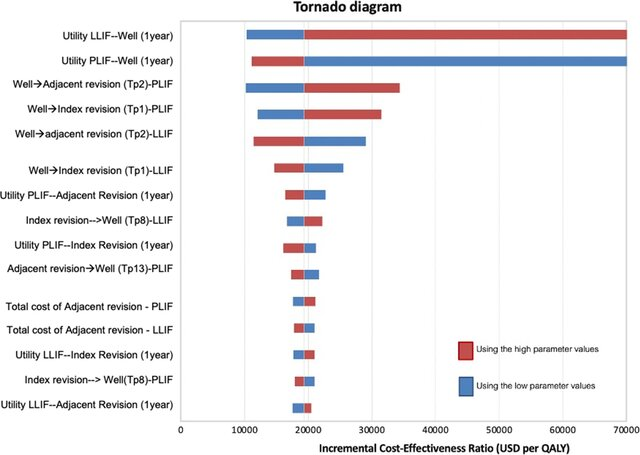 Tornado diagram
Utility LLIF--Well (1year)
Utility PLIF--Well (1year)
Well→Adjacent revision (Tp2)-PLIF
Well→Index revision (Tp1)-PLIF
Well→adjacent revision (Tp2)-LLIF
Well→Index revision (Tp1)-LLIF
Utility PLIF--Adjacent Revision (1year)
Index revision-->Well (Tp8)-LLIF
Utility PLIF--Index Revision (1year)
Adjacent revision→Well (Tp13)-PLIF
Total cost of Adjacent revision - PLIF
Total cost of Adjacent revision - LLIF
Utility LLIF--Index Revision (1year)
Index revision--> Well(Tp8)-PLIF
Utility LLIF--Adjacent Revision (1year)
Using the high parameter values
Using the low parameter values
0 10000 20000 30000 40000 50000 60000 70000
Incremental Cost-Effectiveness Ratio (USD per QALY)